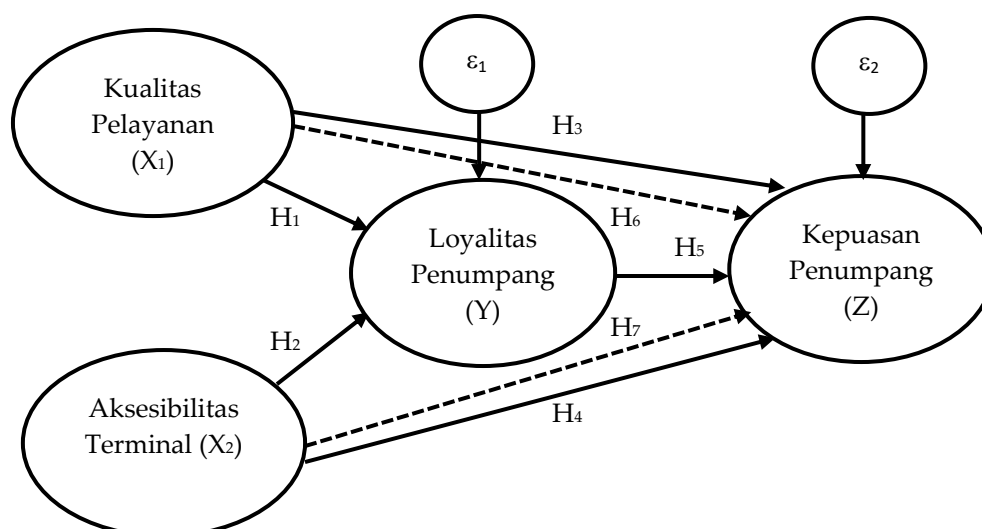 Kualitas
Pelayanan
(X₁)
ε₁
ε₂
H₃
H₁
H₆
Loyalitas
Penumpang
(Y)
H₅
Kepuasan
Penumpang
(Z)
H₂
H₇
Aksesibilitas
Terminal (X₂)
H₄